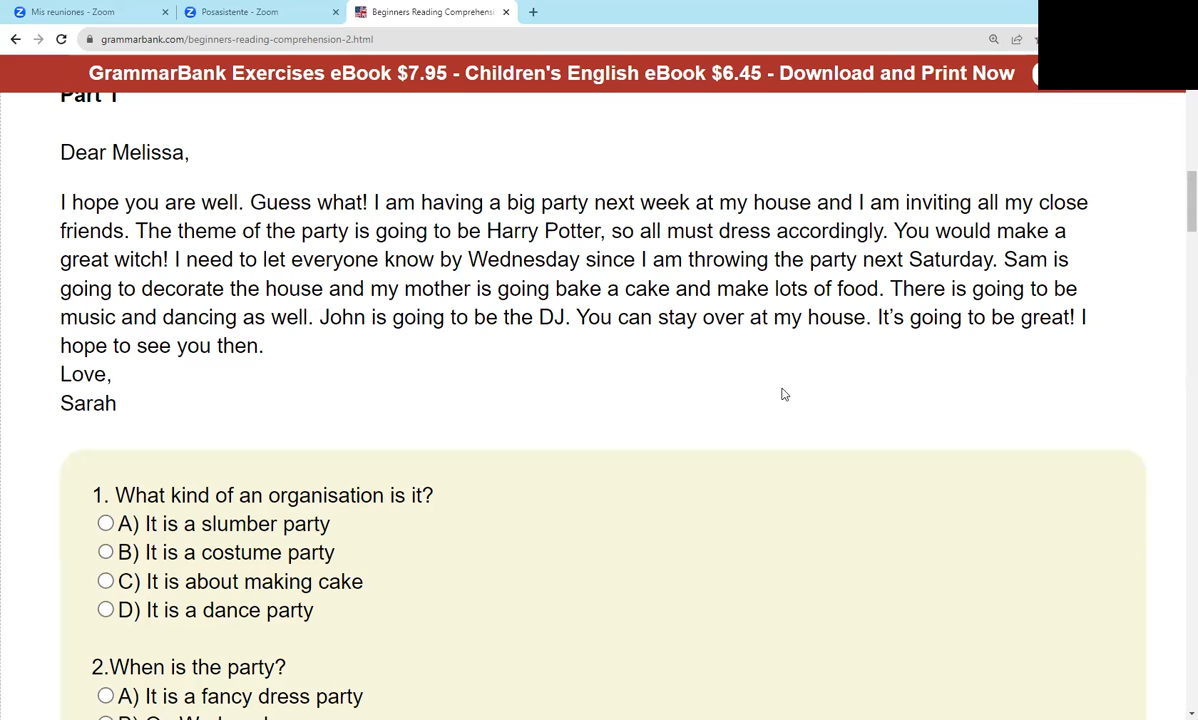 Mis reuniones - Zoom
Posasistente - Zoom
Beginners Reading Comprehensi
grammarbank.com/beginners-reading-comprehension-2.html
GrammarBank Exercises eBook $7.95 - Children's English eBook $6.45 - Download and Print Now
Part 1
Dear Melissa,
I hope you are well. Guess what! I am having a big party next week at my house and I am inviting all my close
friends. The theme of the party is going to be Harry Potter, so all must dress accordingly. You would make a
great witch! I need to let everyone know by Wednesday since I am throwing the party next Saturday. Sam is
going to decorate the house and my mother is going bake a cake and make lots of food. There is going to be
music and dancing as well. John is going to be the DJ. You can stay over at my house. It’s going to be great! I
hope to see you then.
Love,
Sarah
1. What kind of an organisation is it?
A) It is a slumber party
B) It is a costume party
C) It is about making cake
D) It is a dance party
2.When is the party?
A) It is a fancy dress party